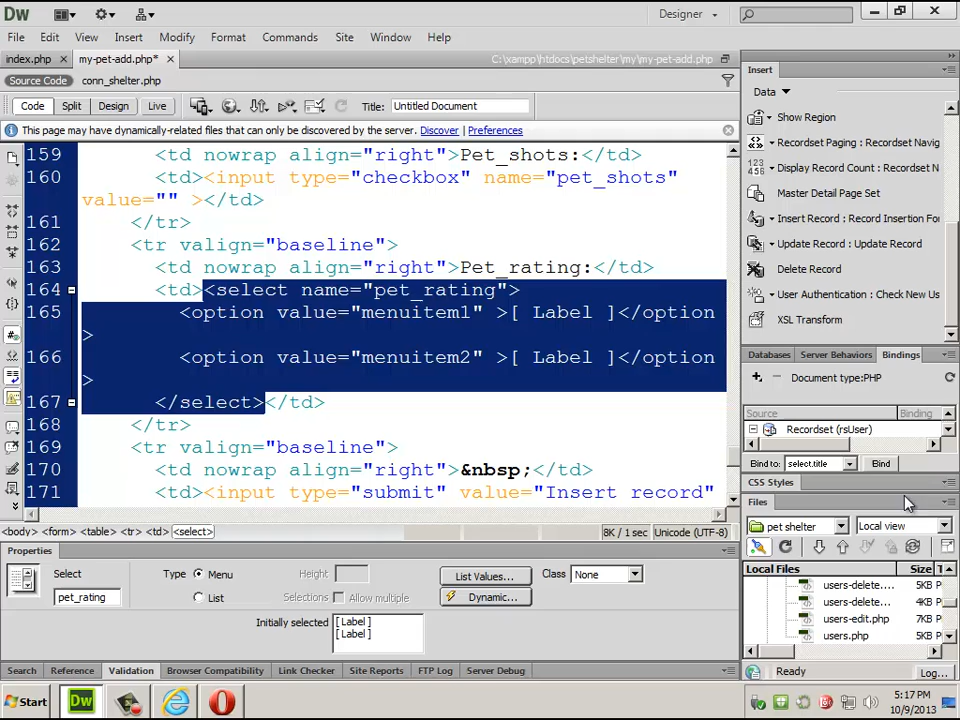 Dw
Designer
File Edit View Insert Modify Format Commands Site Window Help
index.php my-pet-add.php* C:\xampp\htdocs\petshelter\my\my-pet-add.php
Source Code conn_shelter.php
Code Split Design Live Title: Untitled Document
This page may have dynamically-related files that can only be discovered by the server. Discover | Preferences
159 <td nowrap align="right">Pet_shots:</td>
160 <td><input type="checkbox" name="pet_shots"
value="" ></td>
161 </tr>
162 <tr valign="baseline">
163 <td nowrap align="right">Pet_rating:</td>
164 <td><select name="pet_rating">
165 <option value="menuitem1" >[ Label ]</option
>
166 <option value="menuitem2" >[ Label ]</option
>
167 </select></td>
168 </tr>
169 <tr valign="baseline">
170 <td nowrap align="right">&nbsp;</td>
171 <td><input type="submit" value="Insert record"
<body> <form> <table> <tr> <td> <select> 8K / 1 sec Unicode (UTF-8)
Properties
Select
pet_rating
Type Menu
List
Height
Selections Allow multiple
List Values...
Dynamic...
Class None
Initially selected [Label]
[Label]
Search Reference Validation Browser Compatibility Link Checker Site Reports FTP Log Server Debug
Insert
Data
Show Region
Recordset Paging : Recordset Navig
123
456
Display Record Count : Recordset N
Master Detail Page Set
Insert Record : Record Insertion For
Update Record : Update Record
Delete Record
User Authentication : Check New Us
XSL Transform
Databases Server Behaviors Bindings
Document type:PHP
Source Binding
Recordset (rsUser)
Bind to: select.title Bind
CSS Styles
Files
pet shelter Local view
Local Files Size
users-delete.... 5KB P
users-delete... 4KB P
users-edit.php 7KB P
users.php 5KB P
Ready Log...
Start Dw
5:17 PM
10/9/2013